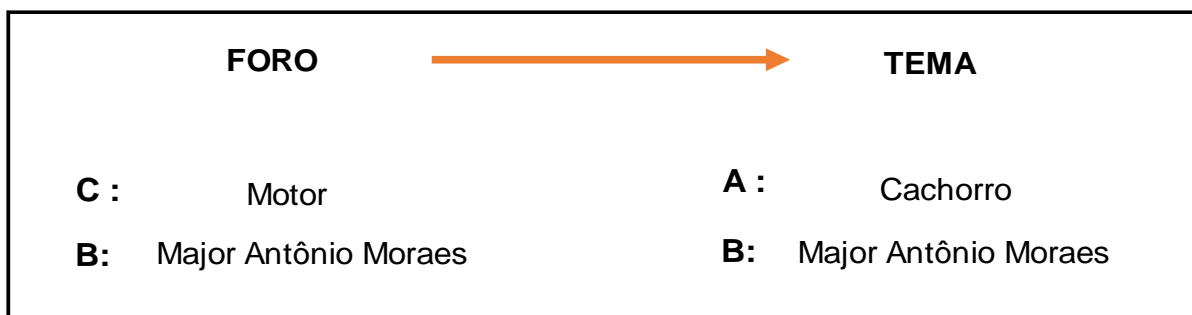 FORO TEMA
C : Motor A : Cachorro
B: Major Antônio Moraes B: Major Antônio Moraes